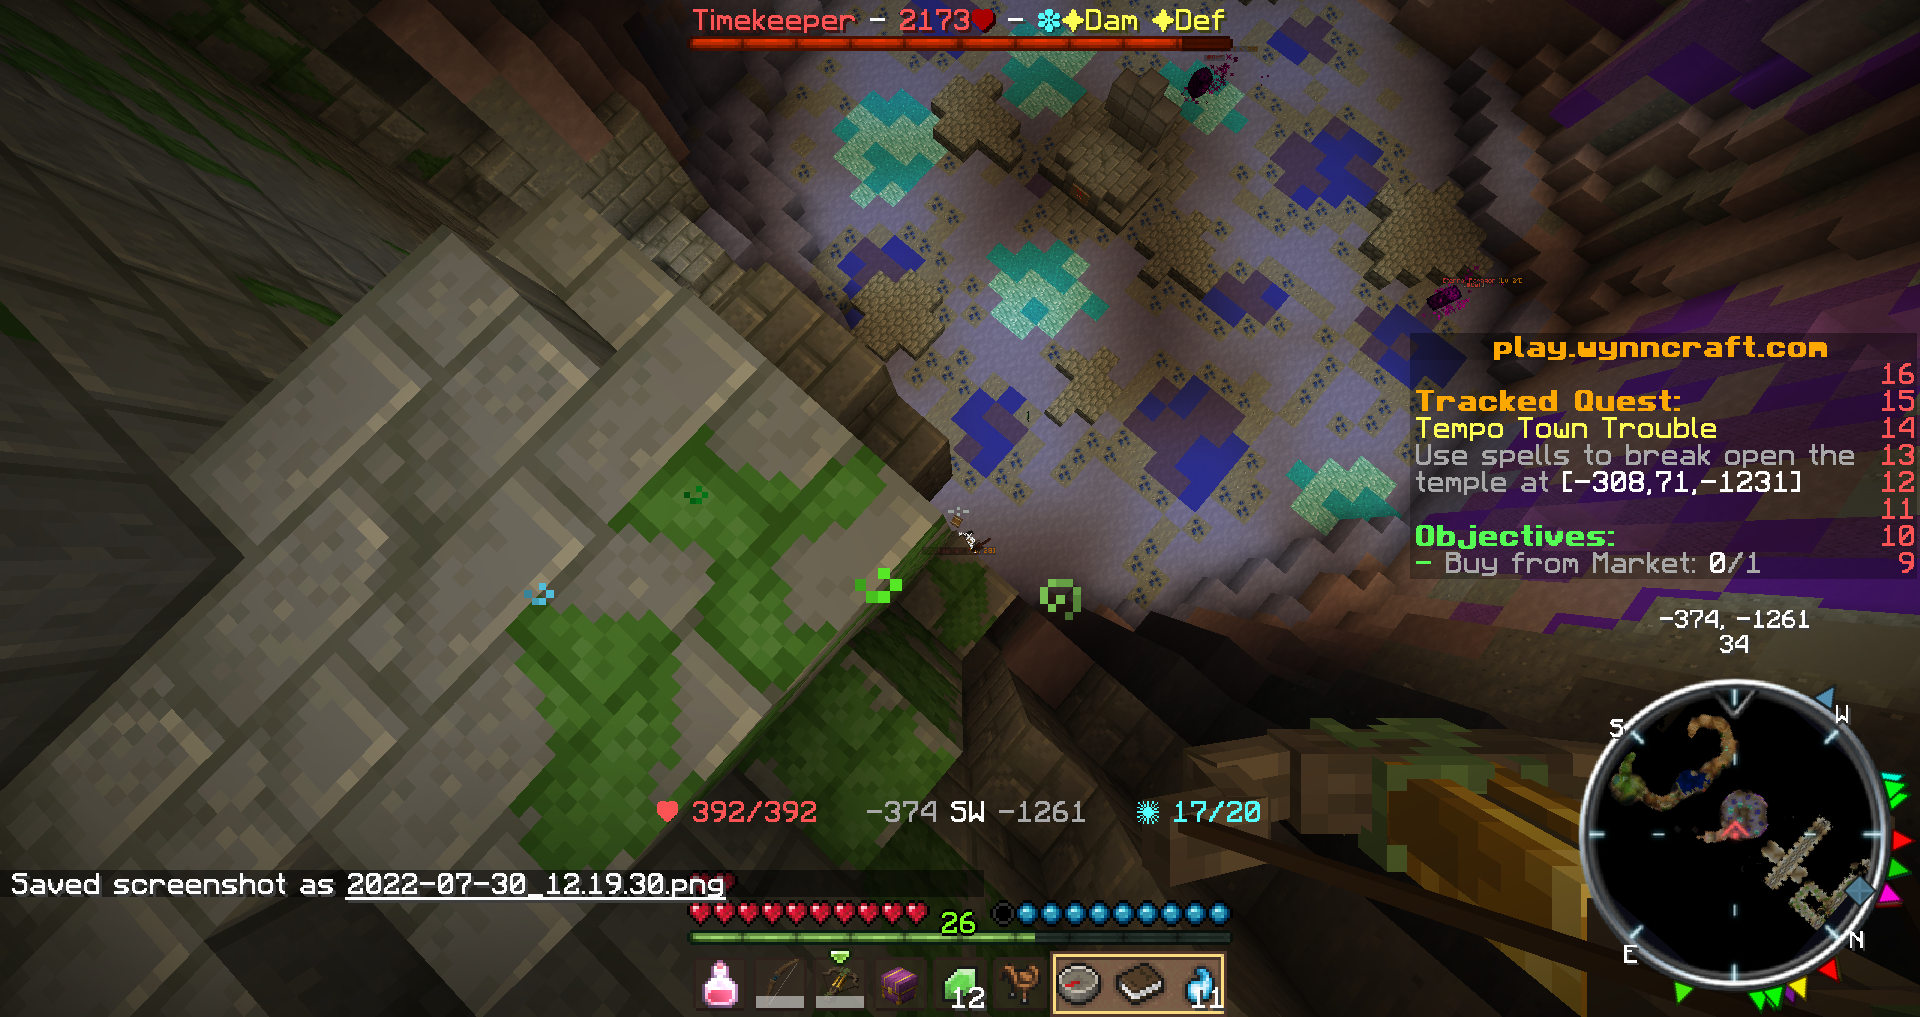 Timekeeper - 2173❤ - ❄✦Dam ✦Def
play.wynncraft.com
16
Tracked Quest: 15
Tempo Town Trouble 14
Use spells to break open the 13
temple at [-308,71,-1231] 12
11
Objectives: 10
- Buy from Market: 0/1 9
-374, -1261
34
S
W
E
N
392/392 -374 SW -1261 17/20
Saved screenshot as 2022-07-30_12.19.30.png
26
12
11